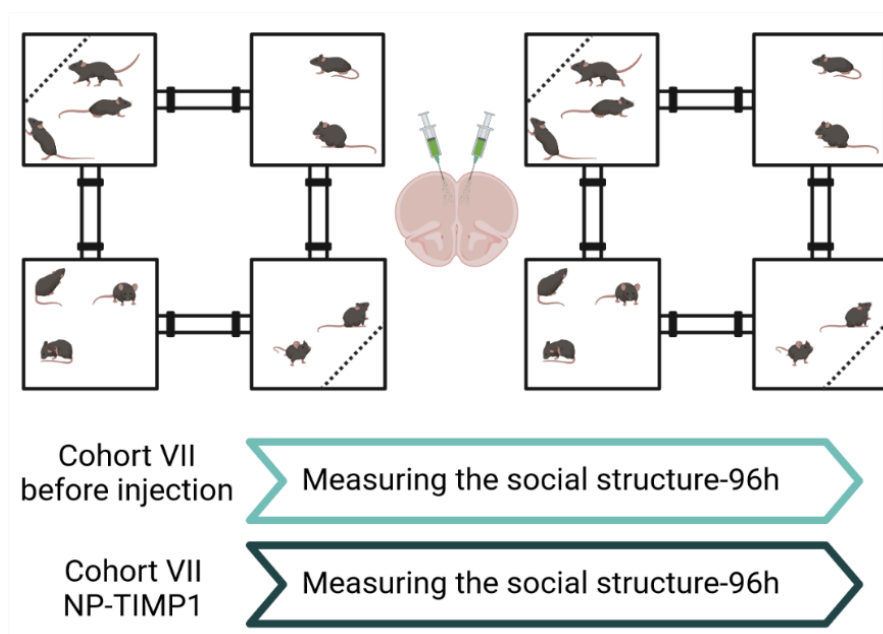 Cohort VII
before injection
Measuring the social structure-96h
Cohort VII
NP-TIMP1
Measuring the social structure-96h